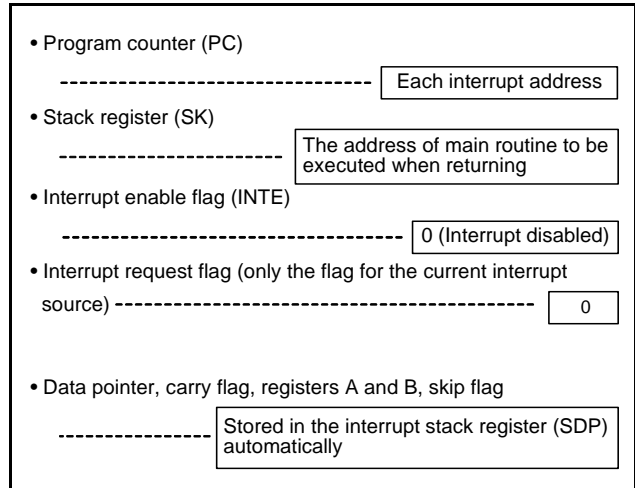 • Program counter (PC)
Each interrupt address
• Stack register (SK)
The address of main routine to be
executed when returning
• Interrupt enable flag (INTE)
0 (Interrupt disabled)
• Interrupt request flag (only the flag for the current interrupt
source)
0
• Data pointer, carry flag, registers A and B, skip flag
Stored in the interrupt stack register (SDP)
automatically